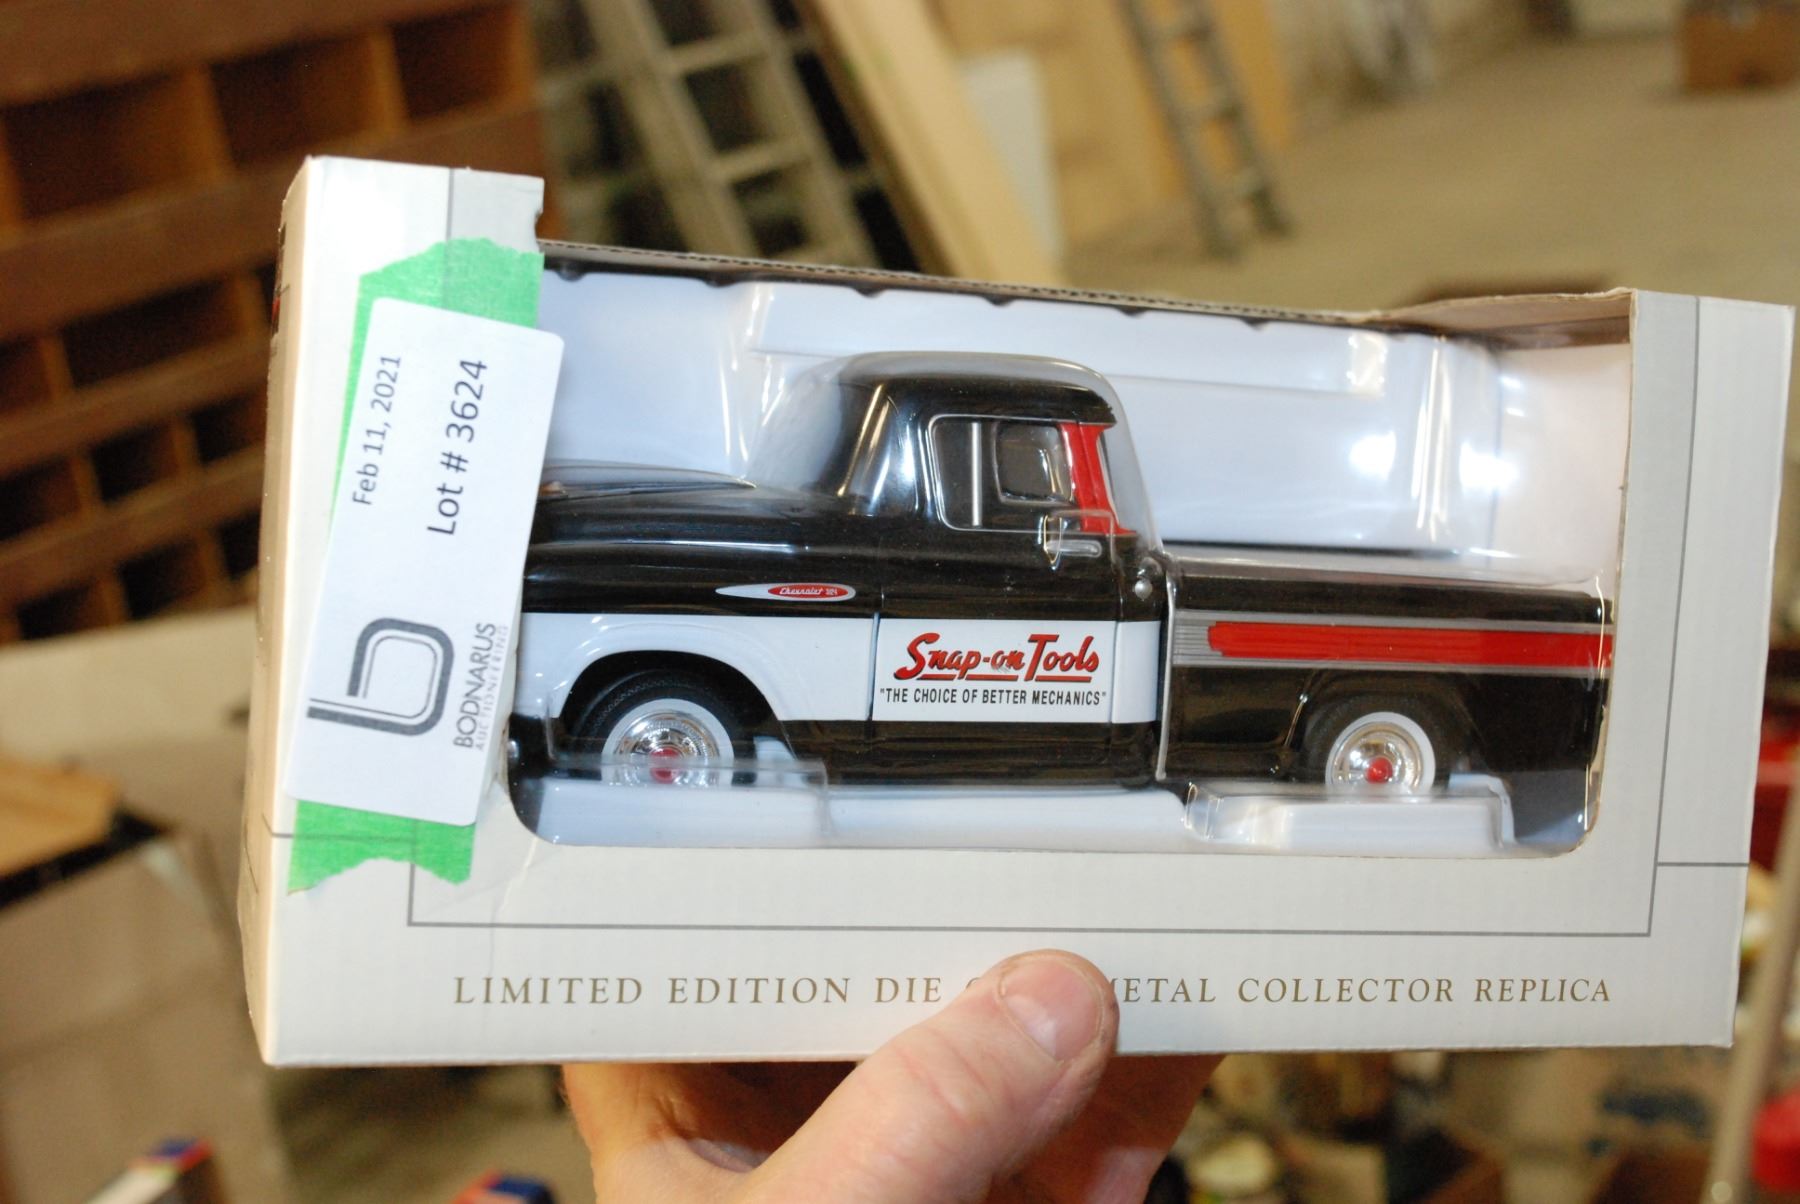 Feb 11, 2021
Lot # 3624
BODNARUS
AUCTIONEERING
Chevrolet
Snap-on Tools
"THE CHOICE OF BETTER MECHANICS"
LIMITED EDITION DIE METAL COLLECTOR REPLICA